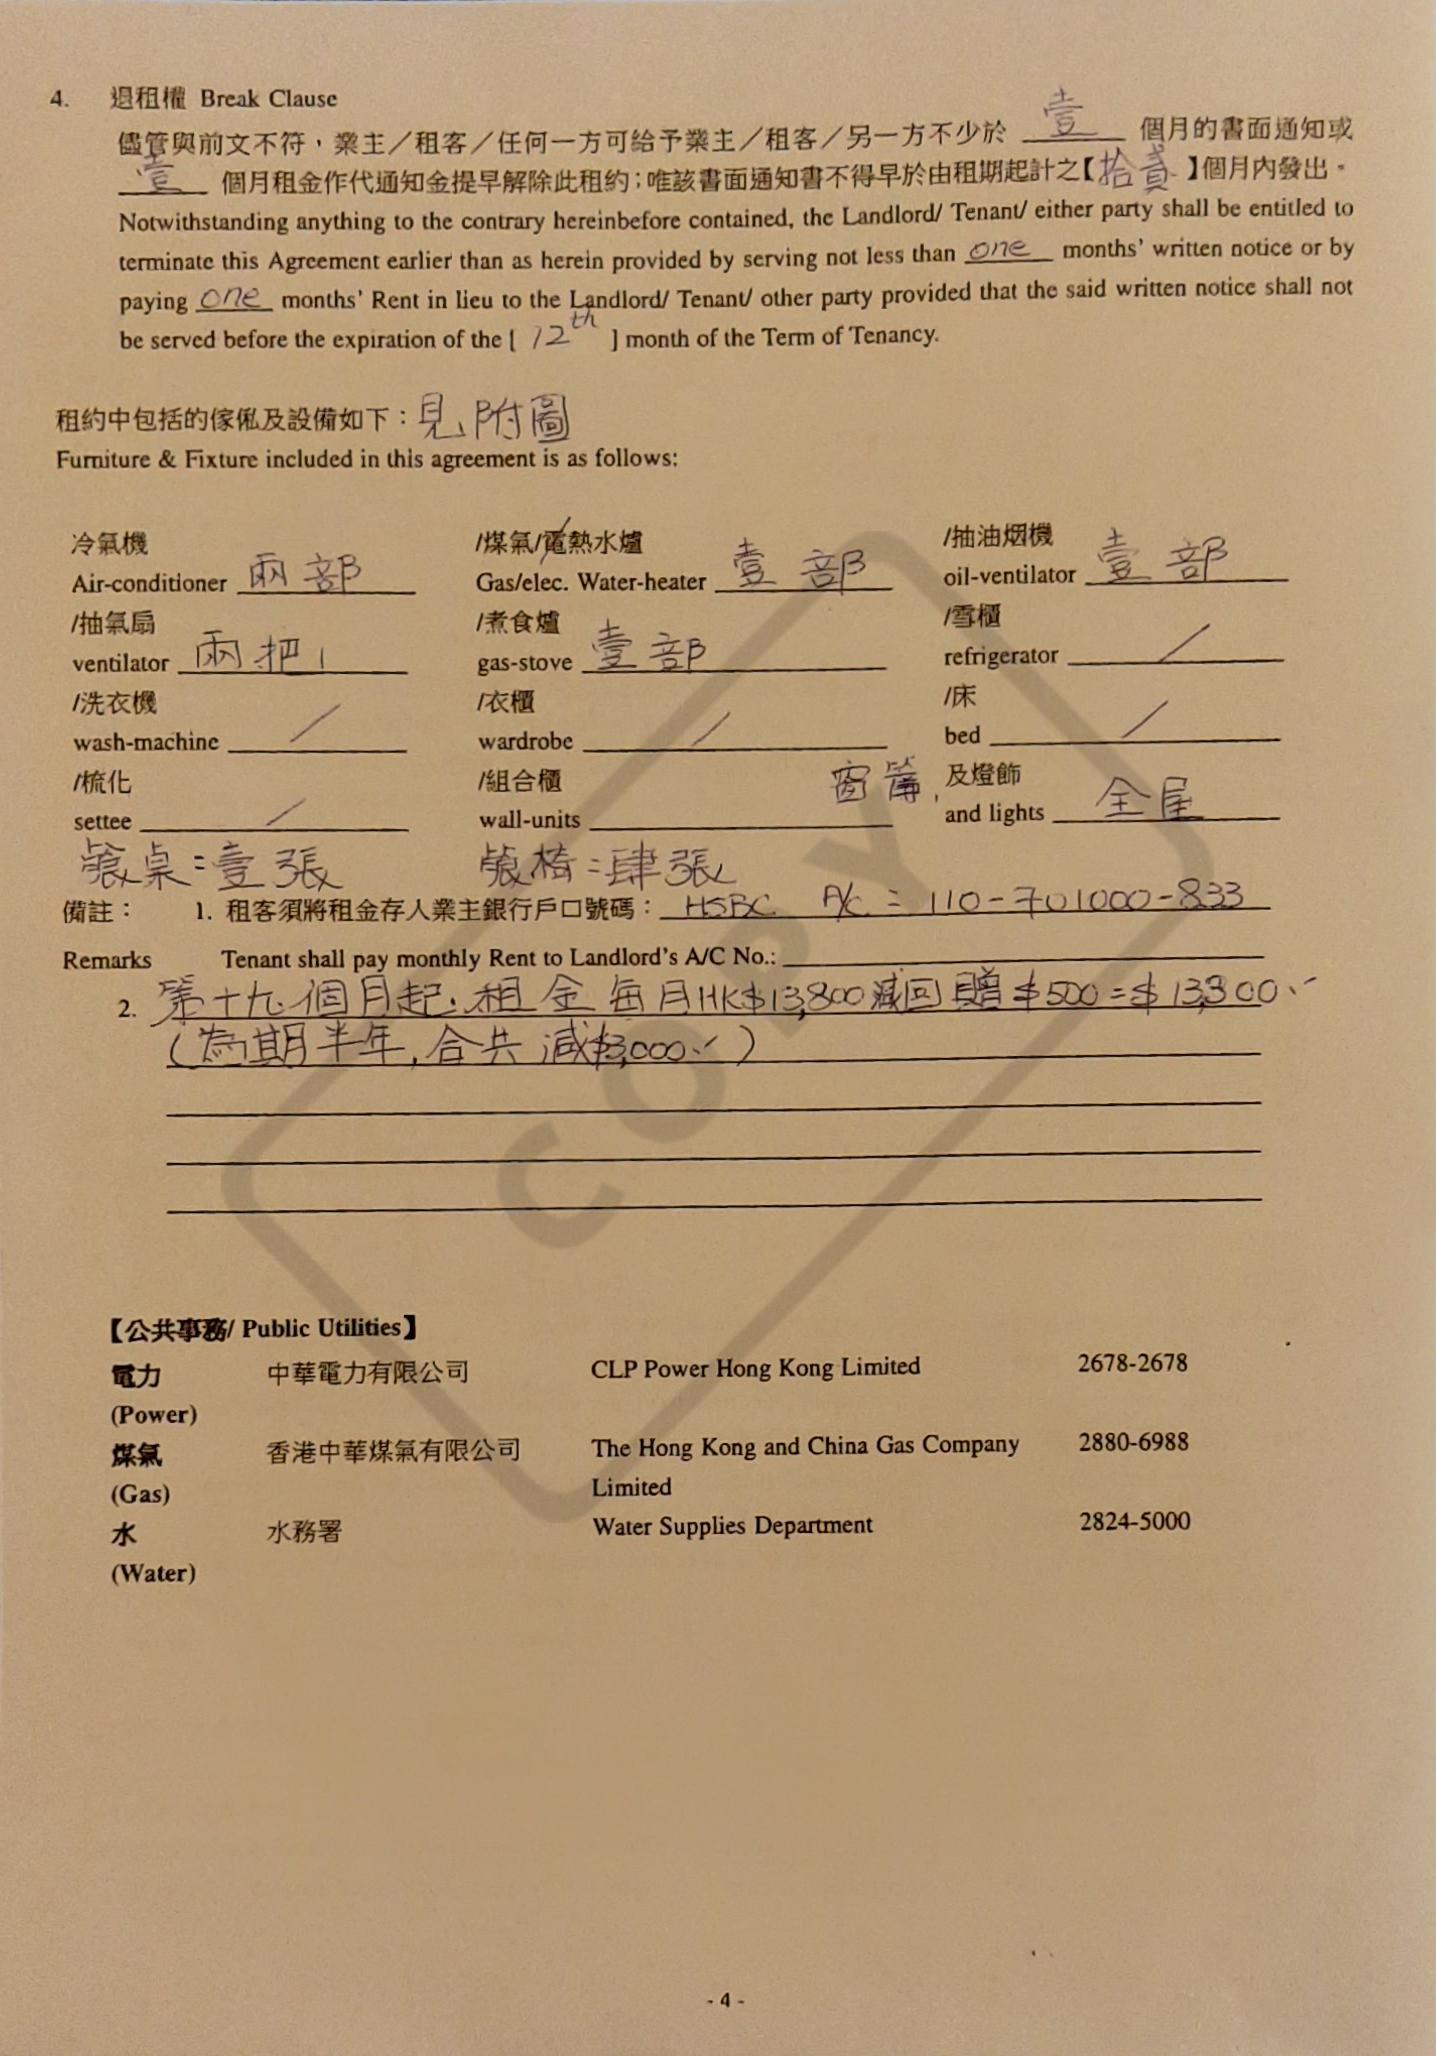 4. 退租權 Break Clause
儘管與前文不符，業主／租客／任何一方可給予業主／租客／另一方不少於 壹 個月的書面通知或
壹 個月租金作代通知金提早解除此租約；唯該書面通知書不得早於由租期起計之【拾貳】個月內發出。
Notwithstanding anything to the contrary hereinbefore contained, the Landlord/ Tenant/ either party shall be entitled to
terminate this Agreement earlier than as herein provided by serving not less than one months' written notice or by
paying one months' Rent in lieu to the Landlord/ Tenant/ other party provided that the said written notice shall not
be served before the expiration of the [ 12th ] month of the Term of Tenancy.
租約中包括的傢俬及設備如下：見附圖
Furniture & Fixture included in this agreement is as follows:
冷氣機 /煤氣/電熱水爐 /抽油烟機
Air-conditioner 兩部 Gas/elec. Water-heater 壹部 oil-ventilator 壹部
/抽氣扇 /煮食爐 /雪櫃
ventilator 兩把 gas-stove 壹部 refrigerator /
/洗衣機 /衣櫃 /床
wash-machine / wardrobe / bed /
/梳化 /組合櫃 窗簾, 及燈飾
settee / wall-units and lights 全屋
餐桌=壹張 餐椅=肆張
備註： 1. 租客須將租金存人業主銀行戶口號碼： HSBC A/C = 110-701000-833
Remarks Tenant shall pay monthly Rent to Landlord's A/C No.:
2. 第十九個月起, 租金每月HK$13,800減回贈$500=$13,300.-
(為期半年, 合共減$3,000.-)
【公共事務/ Public Utilities】
電力 中華電力有限公司 CLP Power Hong Kong Limited 2678-2678
(Power)
煤氣 香港中華煤氣有限公司 The Hong Kong and China Gas Company 2880-6988
(Gas) Limited
水 水務署 Water Supplies Department 2824-5000
(Water)
COPY
- 4 -